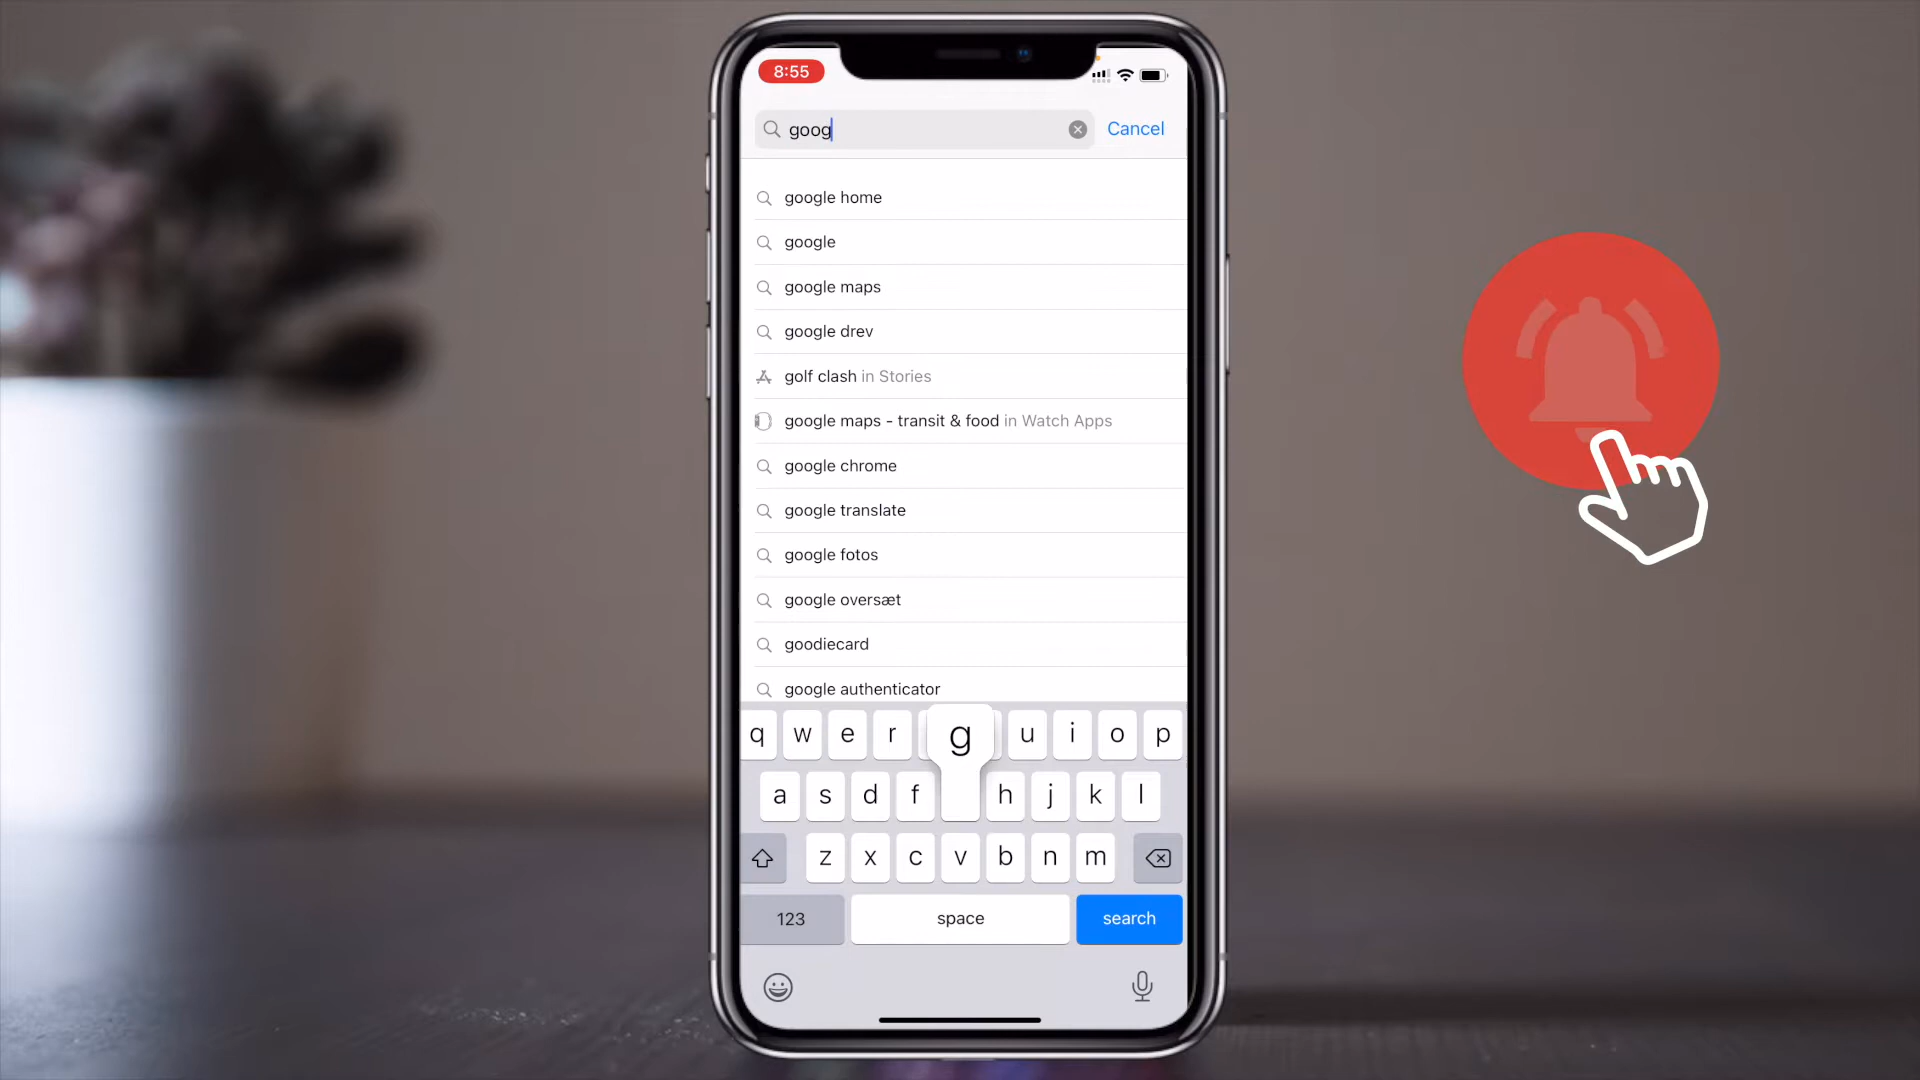 8:55
goog
Cancel
google home
google
google maps
google drev
golf clash in Stories
google maps - transit & food in Watch Apps
google chrome
google translate
google fotos
google oversæt
goodiecard
google authenticator
q w e r g u i o p
a s d f h j k l
z x c v b n m
123 space search